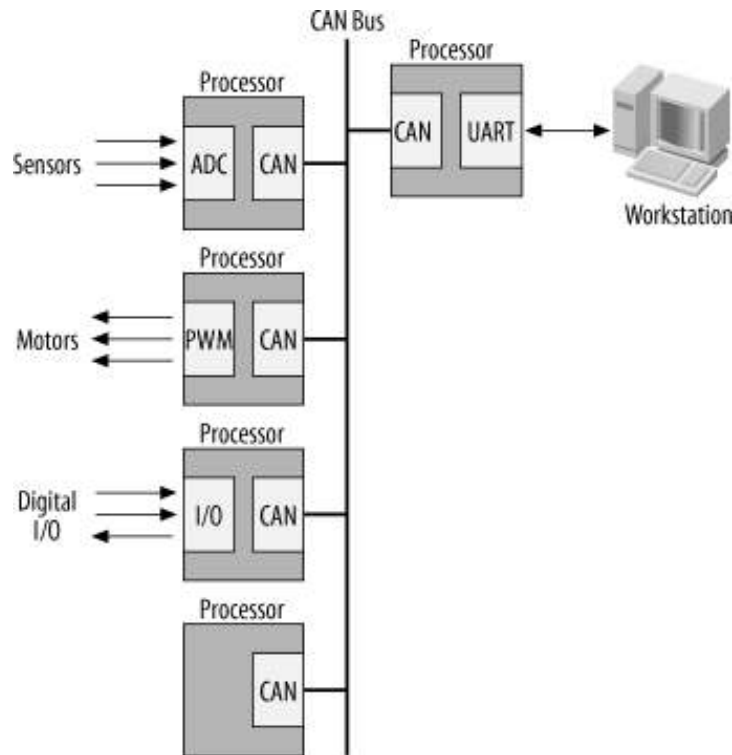 CAN Bus
Processor
CAN UART
Workstation
Processor
Sensors
ADC CAN
Processor
Motors
PWM CAN
Processor
Digital
I/O
I/O CAN
Processor
CAN